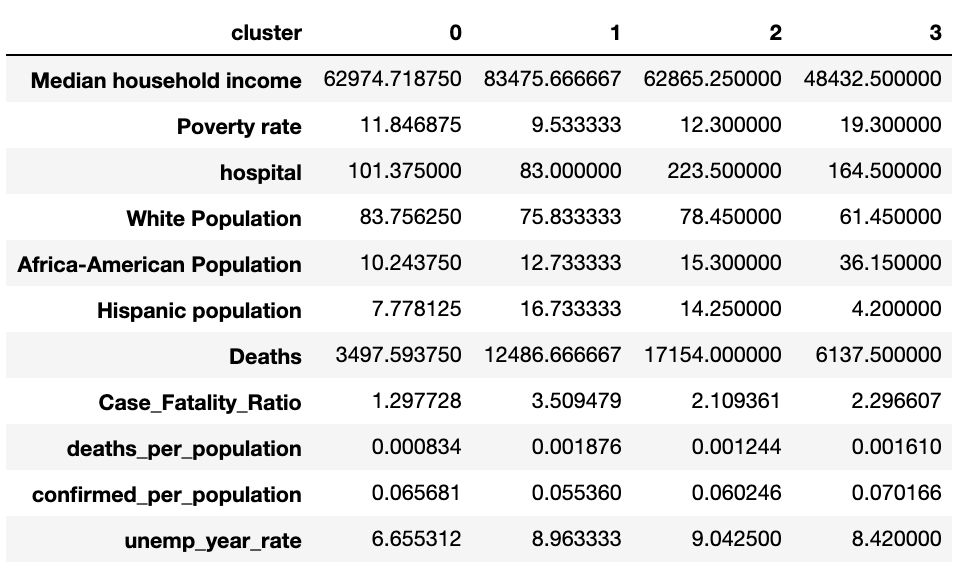 cluster 0 1 2 3
Median household income 62974.718750 83475.666667 62865.250000 48432.500000
Poverty rate 11.846875 9.533333 12.300000 19.300000
hospital 101.375000 83.000000 223.500000 164.500000
White Population 83.756250 75.833333 78.450000 61.450000
Africa-American Population 10.243750 12.733333 15.300000 36.150000
Hispanic population 7.778125 16.733333 14.250000 4.200000
Deaths 3497.593750 12486.666667 17154.000000 6137.500000
Case_Fatality_Ratio 1.297728 3.509479 2.109361 2.296607
deaths_per_population 0.000834 0.001876 0.001244 0.001610
confirmed_per_population 0.065681 0.055360 0.060246 0.070166
unemp_year_rate 6.655312 8.963333 9.042500 8.420000